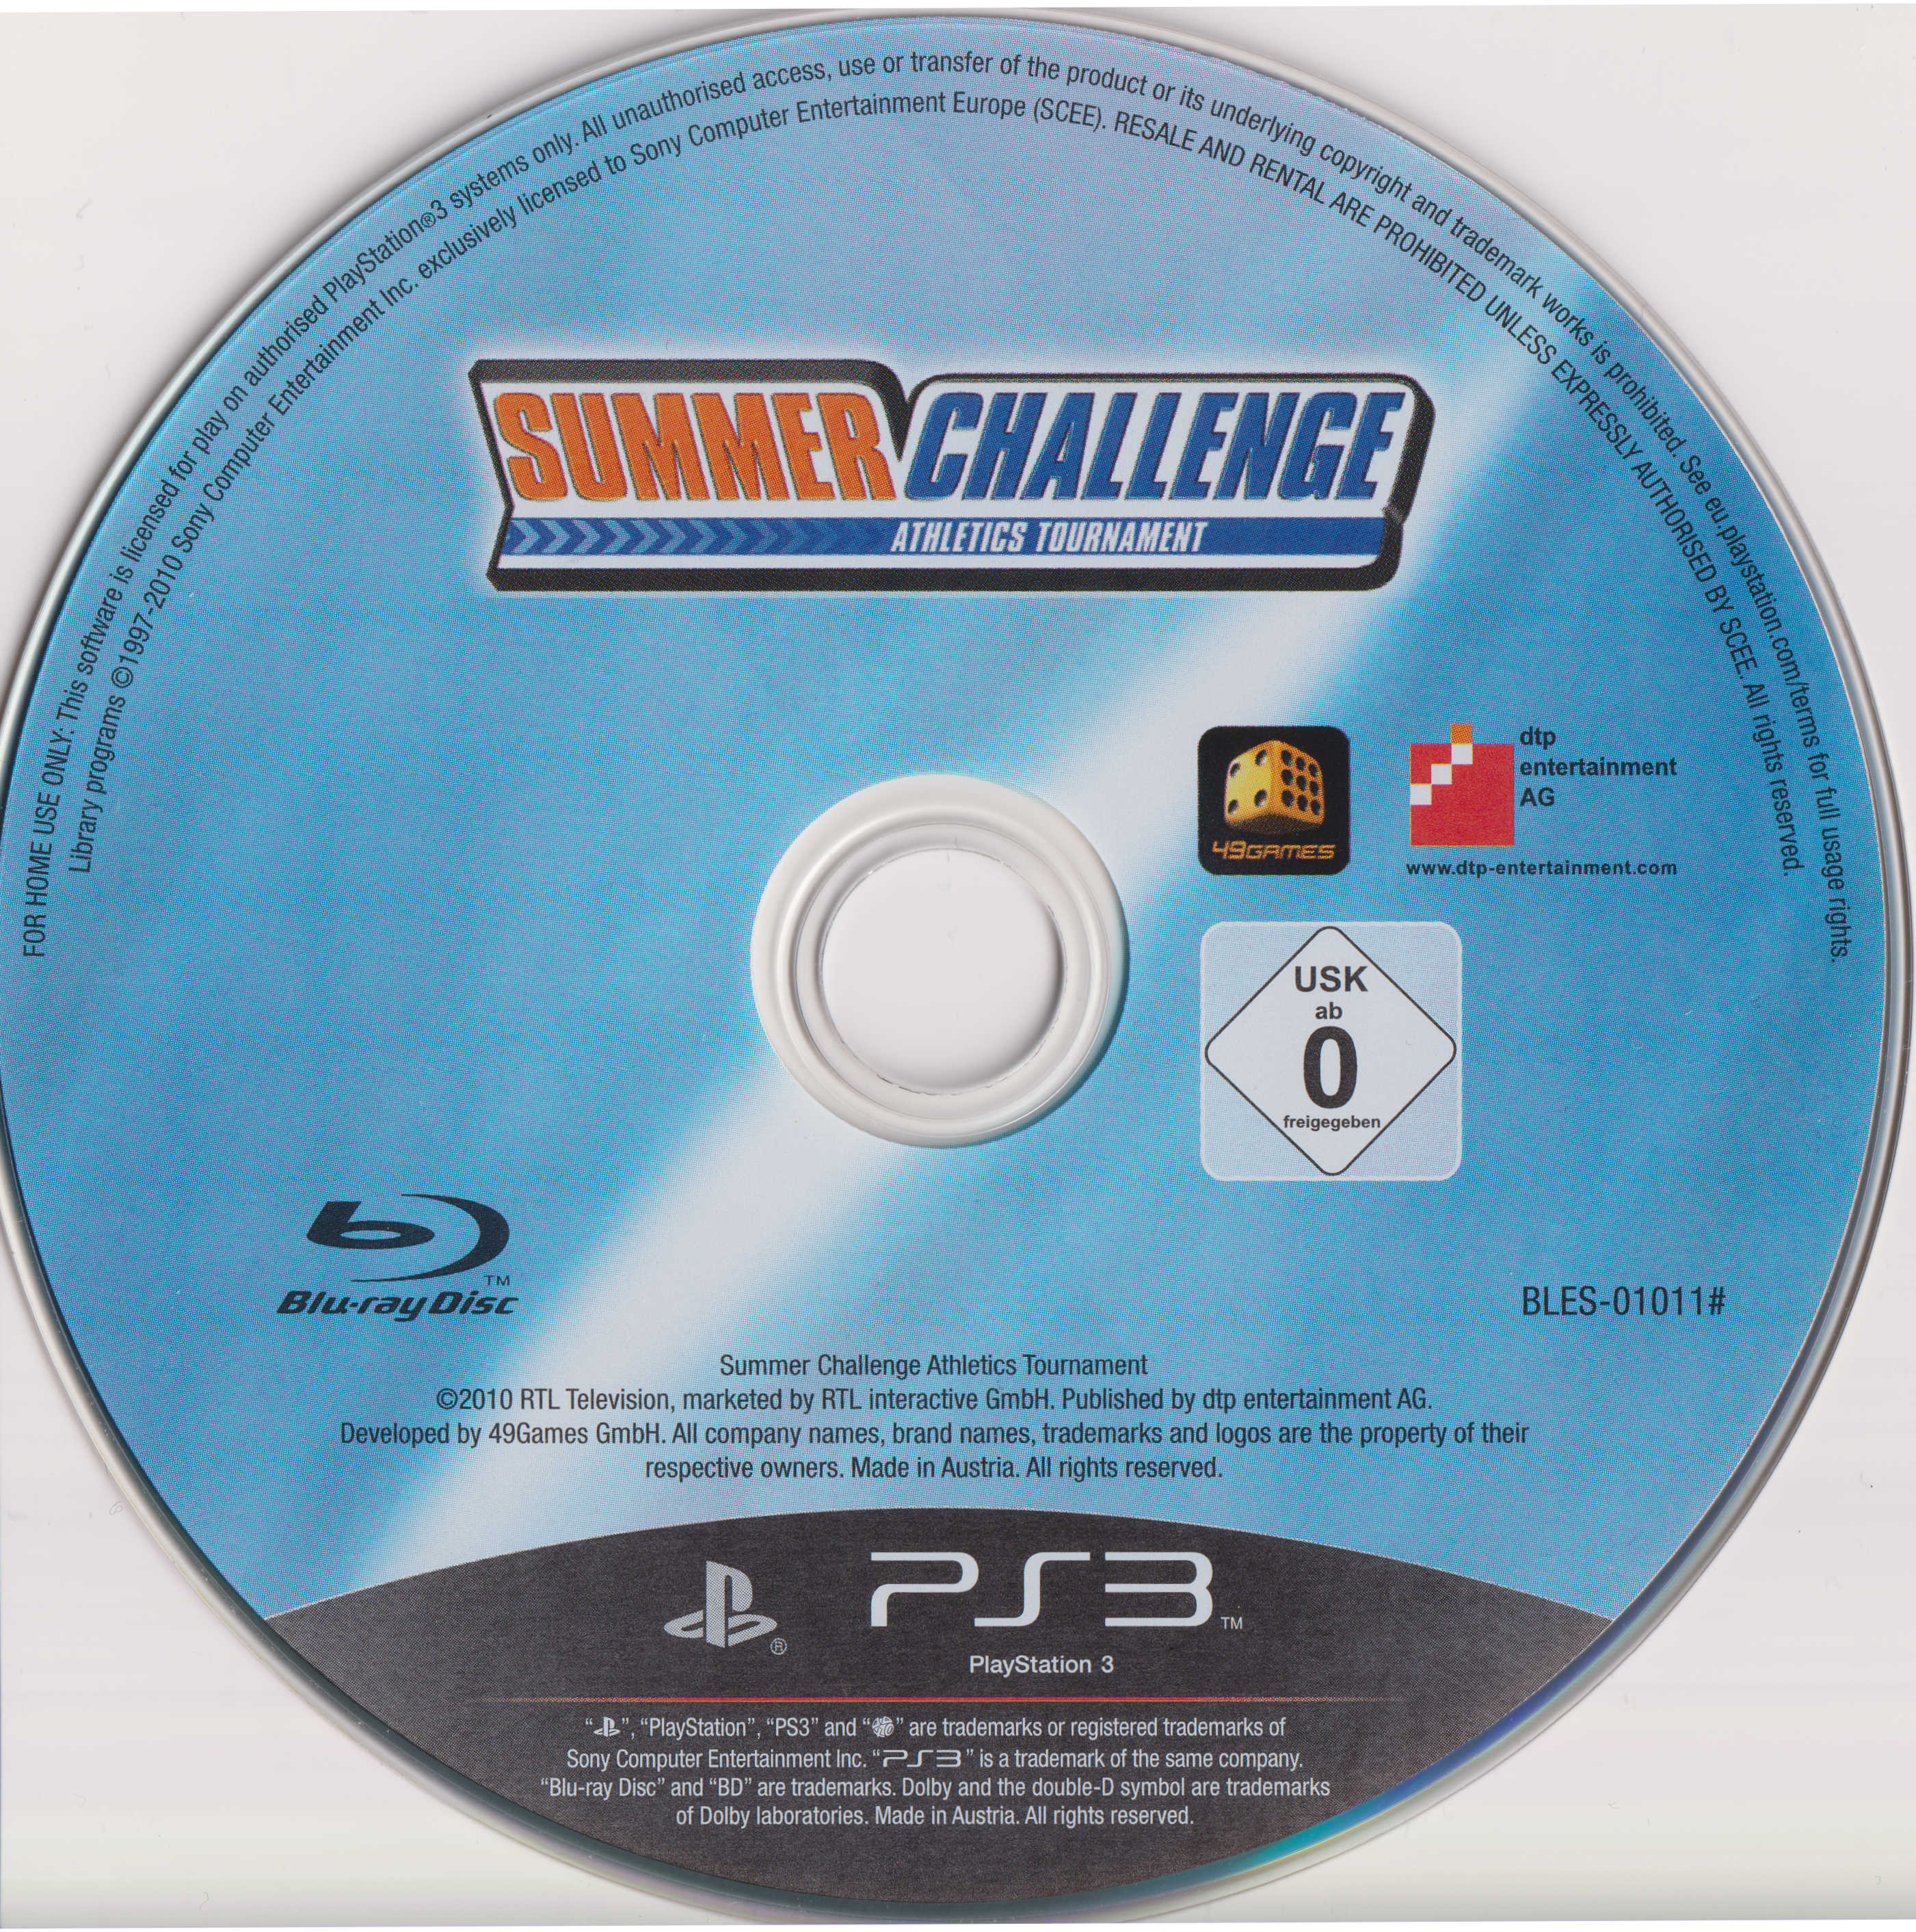 FOR HOME USE ONLY: This software is licensed for play on authorised PlayStation®3 systems only. All unauthorised access, use or transfer of the product or its underlying copyright and trademark works is prohibited. See eu.playstation.com/terms for full usage rights.
Library programs ©1997-2010 Sony Computer Entertainment Inc. exclusively licensed to Sony Computer Entertainment Europe (SCEE). RESALE AND RENTAL ARE PROHIBITED UNLESS EXPRESSLY AUTHORISED BY SCEE. All rights reserved.
SUMMER CHALLENGE
ATHLETICS TOURNAMENT
49GAMES
dtp
entertainment
AG
www.dtp-entertainment.com
USK
ab
0
freigegeben
TM
Blu-ray Disc
BLES-01011#
Summer Challenge Athletics Tournament
©2010 RTL Television, marketed by RTL interactive GmbH. Published by dtp entertainment AG.
Developed by 49Games GmbH. All company names, brand names, trademarks and logos are the property of their
respective owners. Made in Austria. All rights reserved.
® PS3 TM
PlayStation 3
“ ”, “PlayStation”, “PS3” and “ ” are trademarks or registered trademarks of
Sony Computer Entertainment Inc. “PS3” is a trademark of the same company.
“Blu-ray Disc” and “BD” are trademarks. Dolby and the double-D symbol are trademarks
of Dolby laboratories. Made in Austria. All rights reserved.